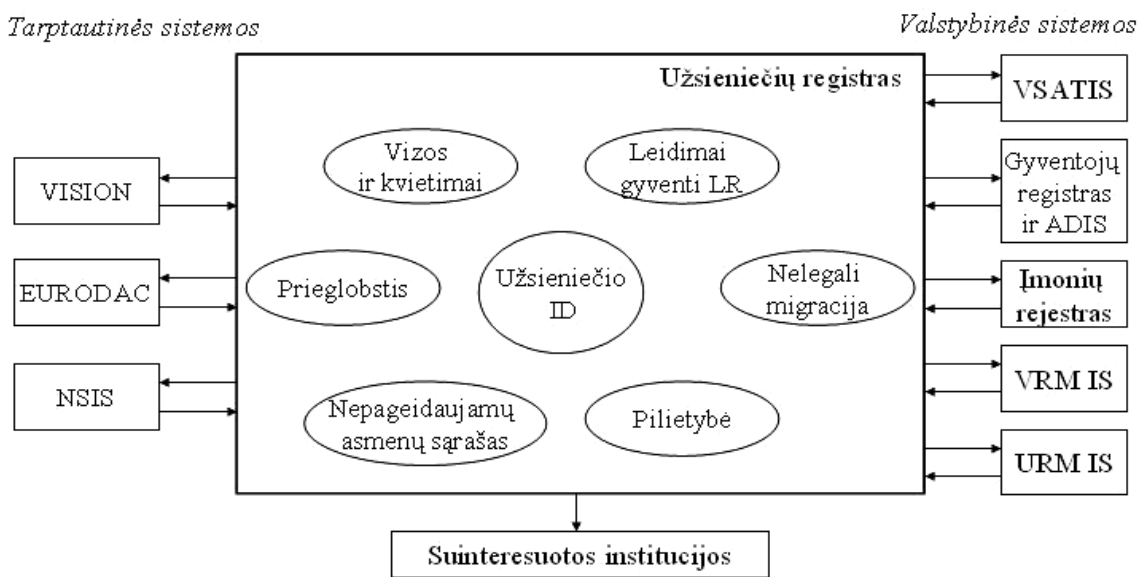 Tarptautinės sistemos
Valstybinės sistemos
Užsieniečių registras
VSATIS
Vizos
ir kvietimai
Leidimai
gyventi LR
VISION
Gyventojų
registras
ir ADIS
Prieglobstis
Užsieniečio
ID
Nelegali
migracija
EURODAC
Įmonių
rejestras
NSIS
VRM IS
Nepageidaujamų
asmenų sąrašas
Pilietybė
URM IS
Suinteresuotos institucijos